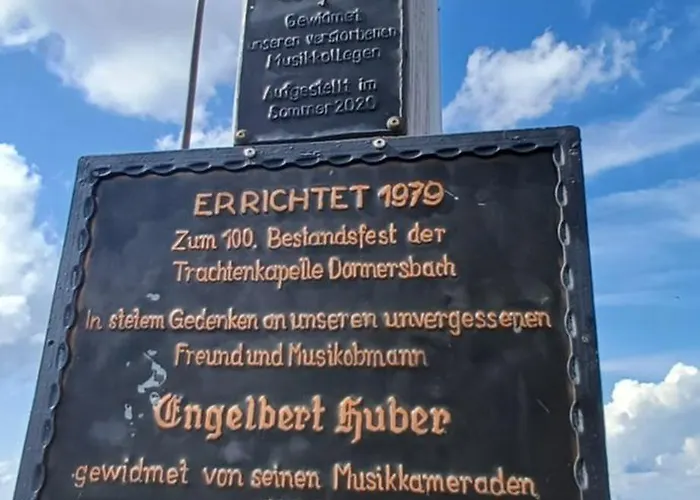 Gewidmet
unseren verstorbenen
Musikkollegen
Aufgestellt im
Sommer 2020
ERRICHTET 1979
Zum 100. Bestandsfest der
Trachtenkapelle Dormersbach
In stetem Gedenken an unseren unvergessenen
Freund und Musikobmann
Engelbert Huber
gewidmet von seinen Musikkameraden